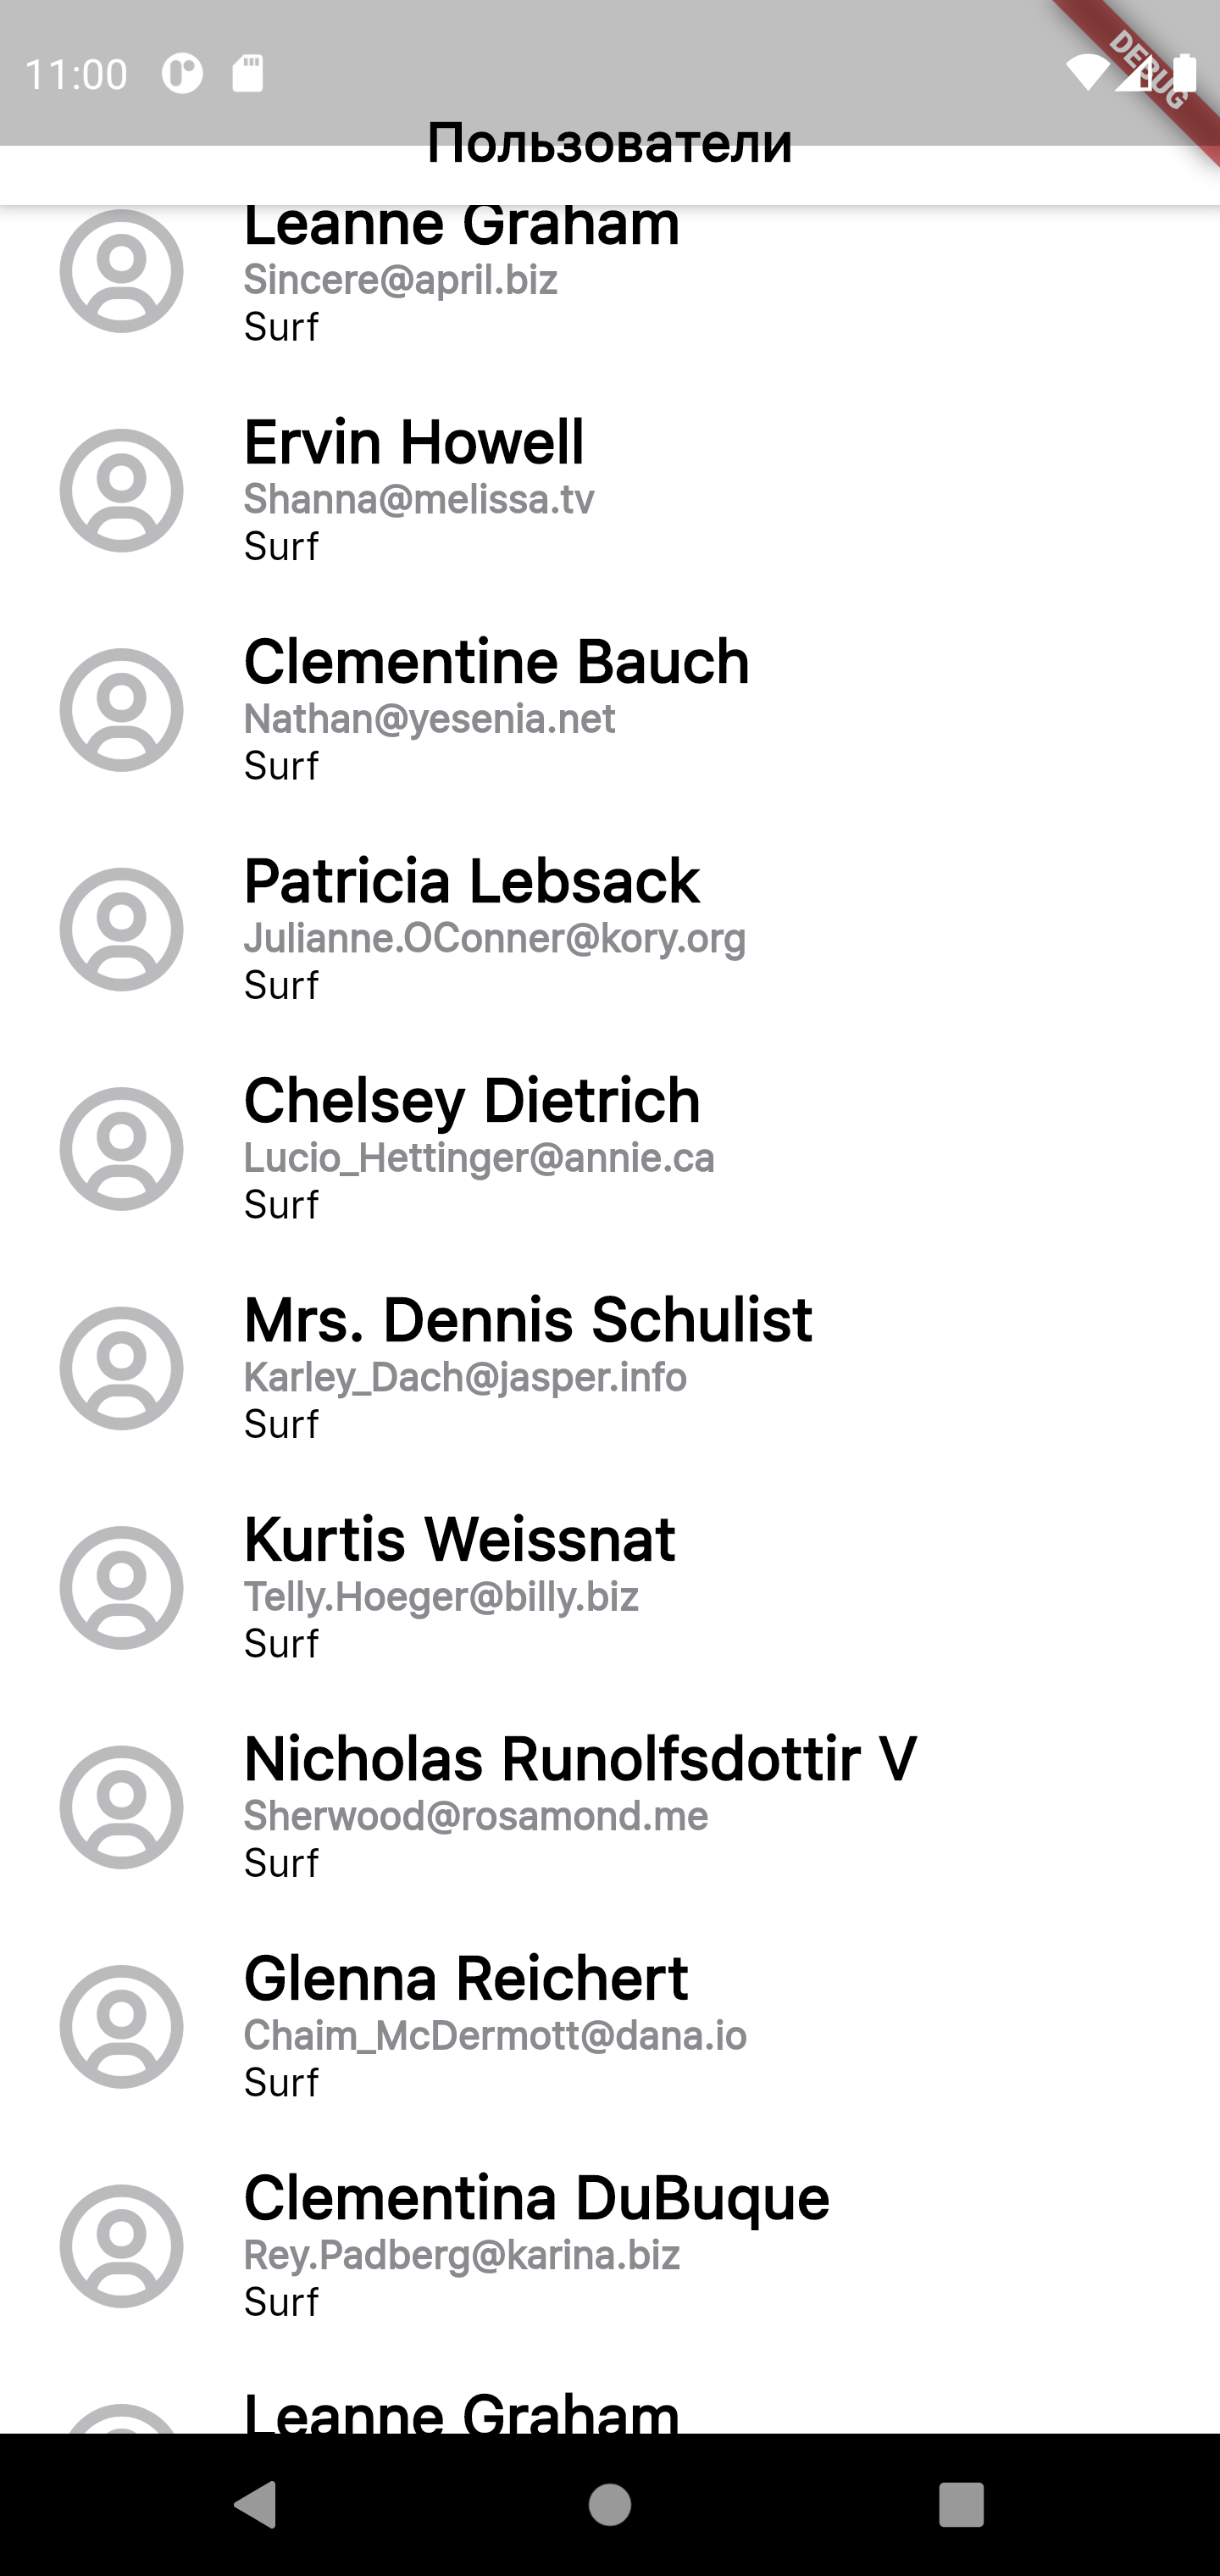 11:00
DEBUG
Пользователи
Leanne Graham
Sincere@april.biz
Surf
Ervin Howell
Shanna@melissa.tv
Surf
Clementine Bauch
Nathan@yesenia.net
Surf
Patricia Lebsack
Julianne.OConner@kory.org
Surf
Chelsey Dietrich
Lucio_Hettinger@annie.ca
Surf
Mrs. Dennis Schulist
Karley_Dach@jasper.info
Surf
Kurtis Weissnat
Telly.Hoeger@billy.biz
Surf
Nicholas Runolfsdottir V
Sherwood@rosamond.me
Surf
Glenna Reichert
Chaim_McDermott@dana.io
Surf
Clementina DuBuque
Rey.Padberg@karina.biz
Surf
Leanne Graham